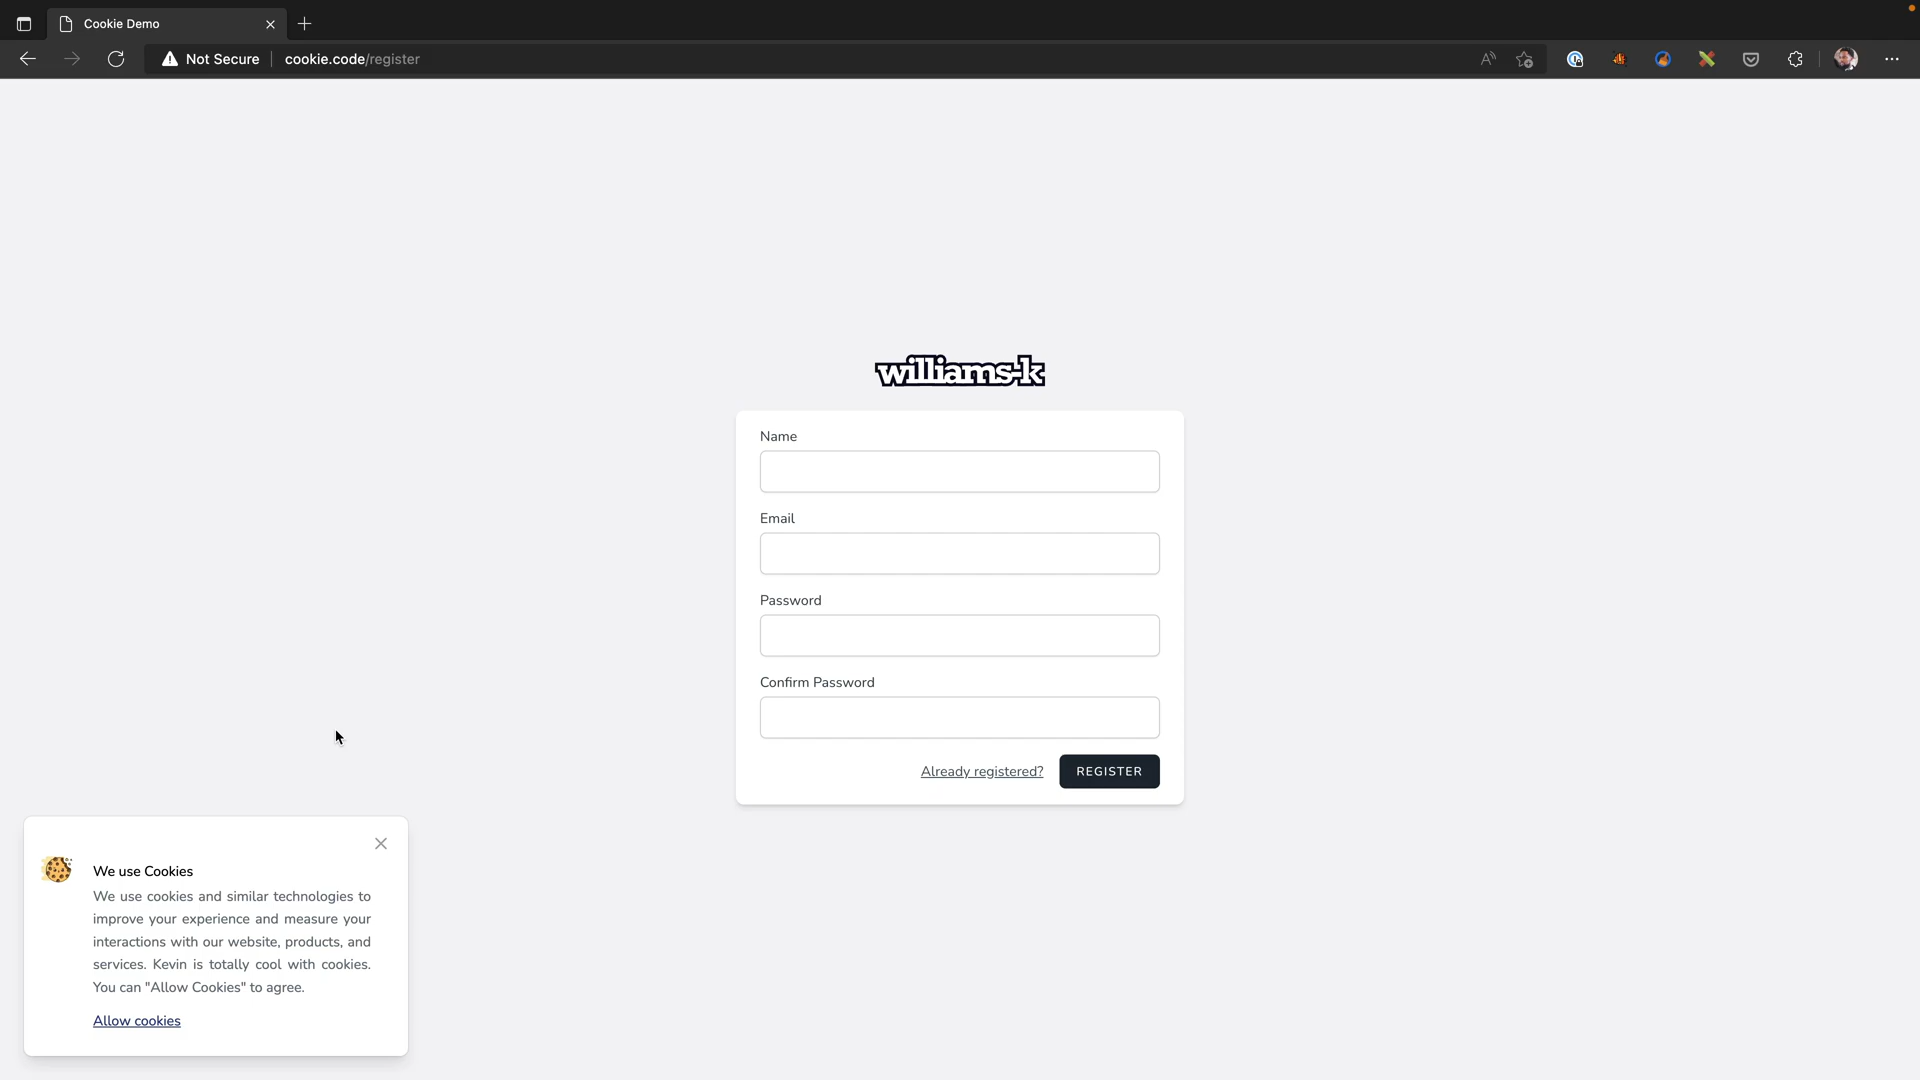 Cookie Demo
Not Secure
cookie.code/register
williams-k
Name
Email
Password
Confirm Password
Already registered?
REGISTER
We use Cookies
We use cookies and similar technologies to
improve your experience and measure your
interactions with our website, products, and
services. Kevin is totally cool with cookies.
You can "Allow Cookies" to agree.
Allow cookies